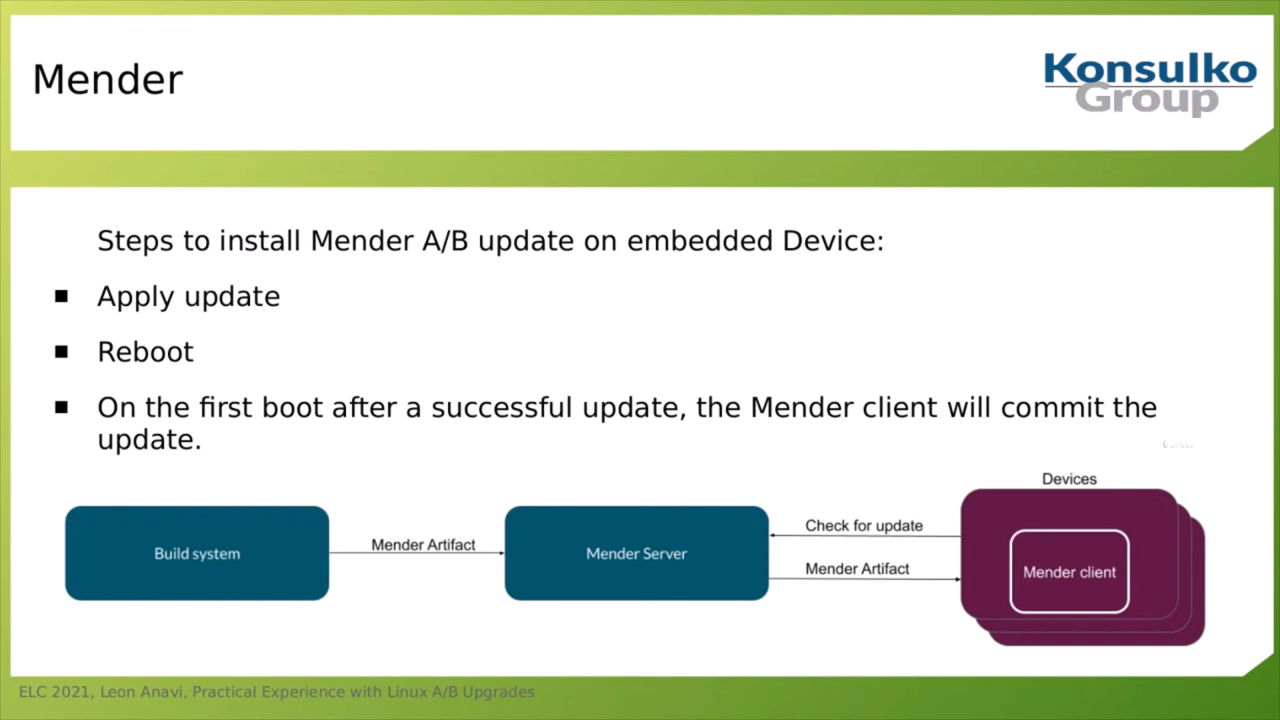 Mender
Konsulko
Group
Steps to install Mender A/B update on embedded Device:
Apply update
Reboot
On the first boot after a successful update, the Mender client will commit the
update.
Devices
Build system
Mender Artifact
Mender Server
Check for update
Mender Artifact
Mender client
ELC 2021, Leon Anavi, Practical Experience with Linux A/B Upgrades